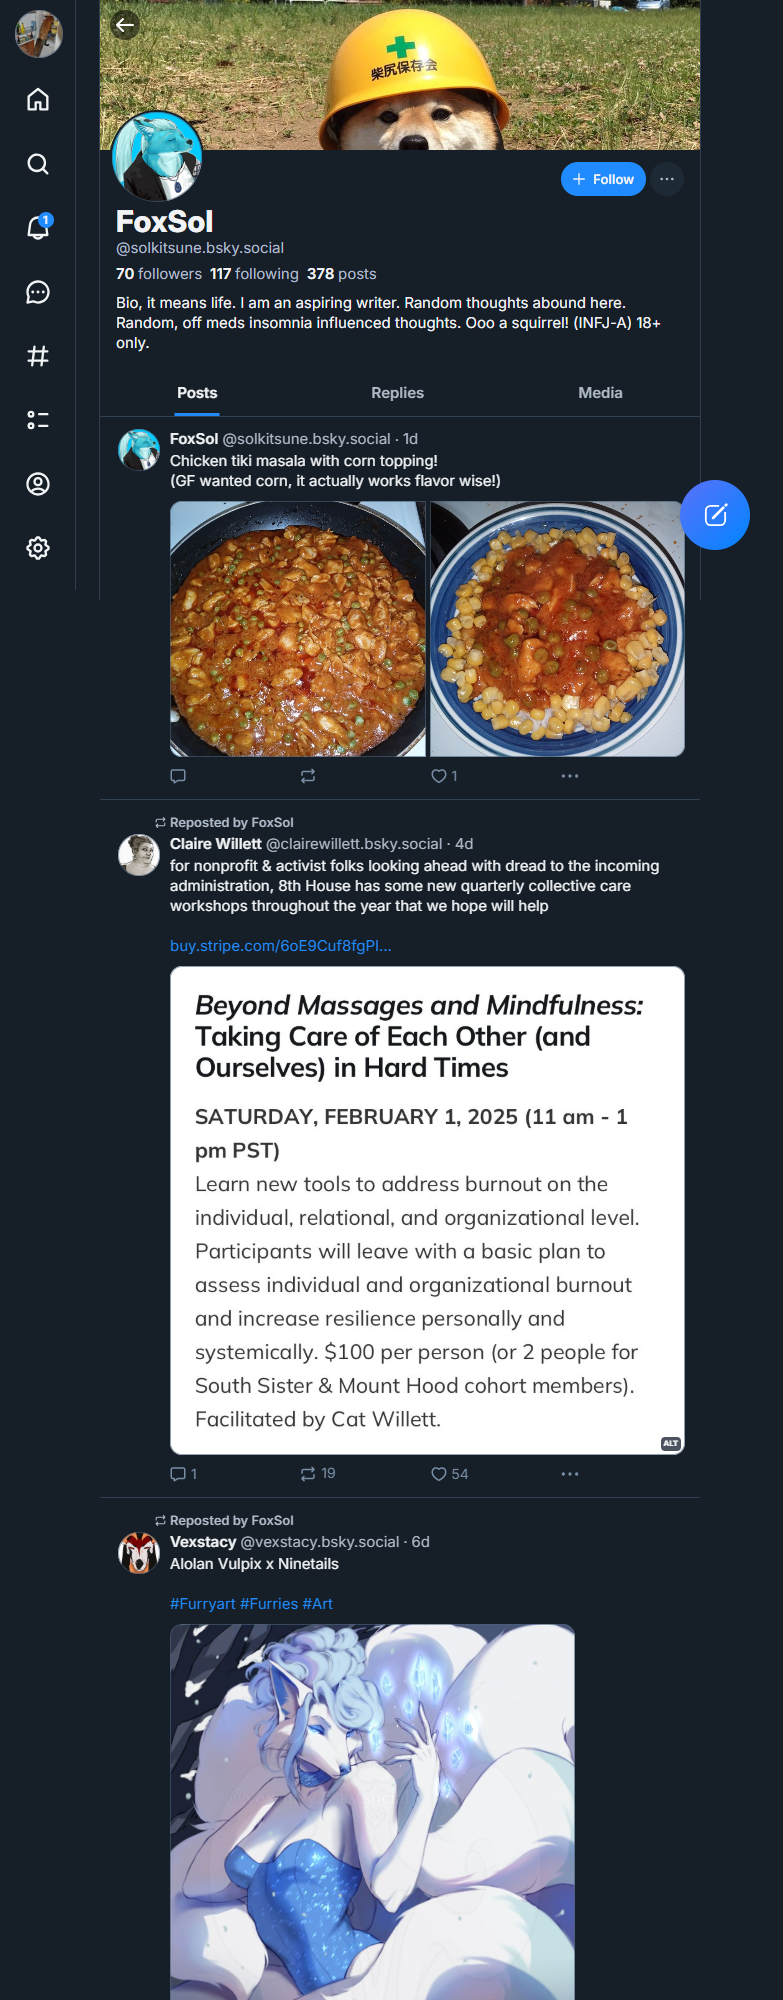 柴尻保存会
+ Follow
FoxSol
@solkitsune.bsky.social
70 followers 117 following 378 posts
Bio, it means life. I am an aspiring writer. Random thoughts abound here.
Random, off meds insomnia influenced thoughts. Ooo a squirrel! (INFJ-A) 18+
only.
Posts Replies Media
1
FoxSol @solkitsune.bsky.social · 1d
Chicken tiki masala with corn topping!
(GF wanted corn, it actually works flavor wise!)
1
Reposted by FoxSol
Claire Willett @clairewillett.bsky.social · 4d
for nonprofit & activist folks looking ahead with dread to the incoming
administration, 8th House has some new quarterly collective care
workshops throughout the year that we hope will help
buy.stripe.com/6oE9Cuf8fgPl...
Beyond Massages and Mindfulness:
Taking Care of Each Other (and
Ourselves) in Hard Times
SATURDAY, FEBRUARY 1, 2025 (11 am - 1
pm PST)
Learn new tools to address burnout on the
individual, relational, and organizational level.
Participants will leave with a basic plan to
assess individual and organizational burnout
and increase resilience personally and
systemically. $100 per person (or 2 people for
South Sister & Mount Hood cohort members).
Facilitated by Cat Willett.
ALT
1 19 54
Reposted by FoxSol
Vexstacy @vexstacy.bsky.social · 6d
Alolan Vulpix x Ninetails
#Furryart #Furries #Art